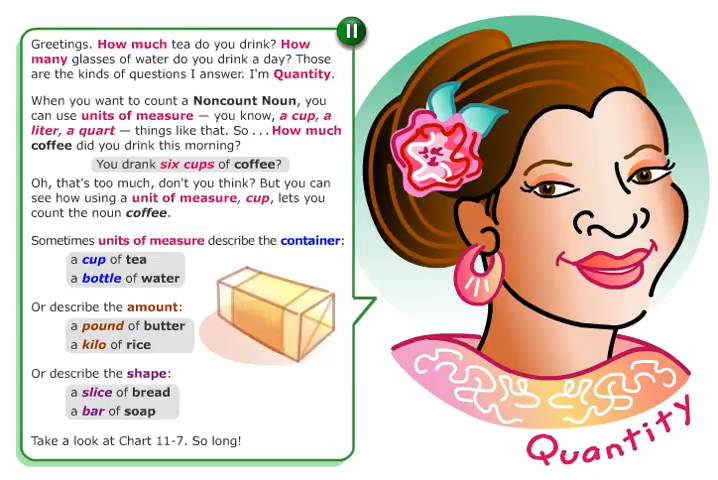 Greetings. How much tea do you drink? How
many glasses of water do you drink a day? Those
are the kinds of questions I answer. I'm Quantity.
When you want to count a Noncount Noun, you
can use units of measure — you know, a cup, a
liter, a quart — things like that. So . . . How much
coffee did you drink this morning?
You drank six cups of coffee?
Oh, that's too much, don't you think? But you can
see how using a unit of measure, cup, lets you
count the noun coffee.
Sometimes units of measure describe the container:
a cup of tea
a bottle of water
Or describe the amount:
a pound of butter
a kilo of rice
Or describe the shape:
a slice of bread
a bar of soap
Take a look at Chart 11-7. So long!
Quantity